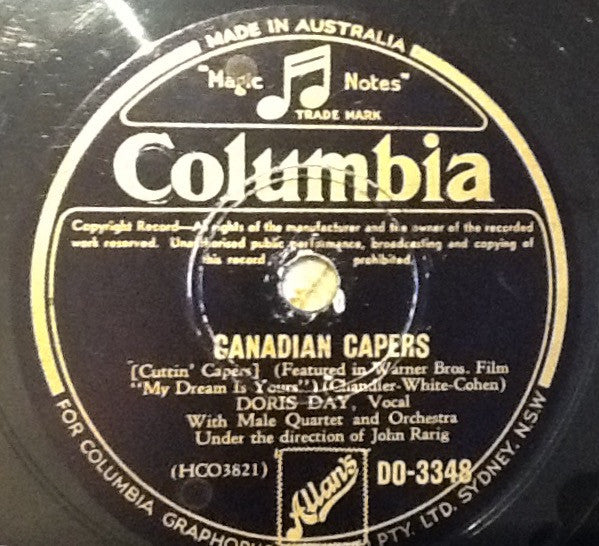 MADE IN AUSTRALIA
"Magic Notes"
TRADE MARK
Columbia
Copyright Record—All rights of the manufacturer and the owner of the recorded
work reserved. Unauthorised public performance, broadcasting and copying of
this record prohibited.
CANADIAN CAPERS
[Cuttin' Capers] (Featured in Warner Bros. Film
"My Dream Is Yours") (Chandler-White-Cohen)
DORIS DAY, Vocal
With Male Quartet and Orchestra
Under the direction of John Rarig
(HCO3821)
Allan's
DO-3348
FOR COLUMBIA GRAPHOPH PTY. LTD. SYDNEY. N.S.W